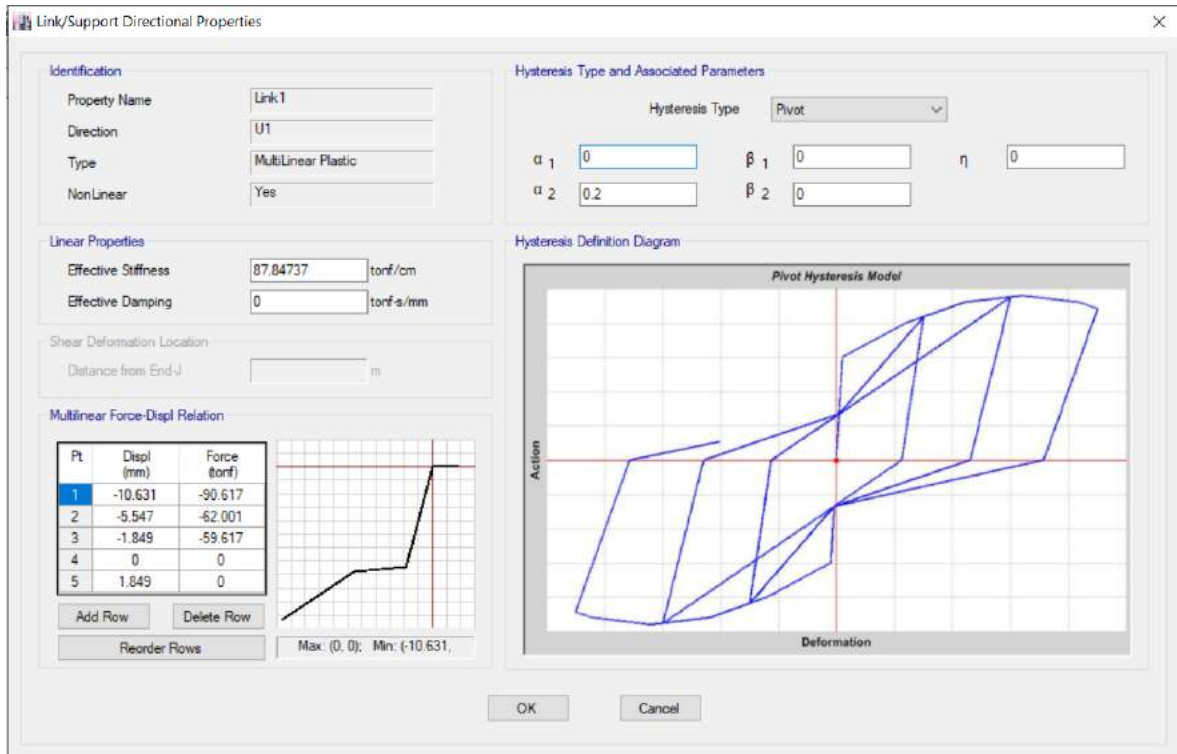 Link/Support Directional Properties
Identification
Property Name Link1
Direction U1
Type MultiLinear Plastic
NonLinear Yes
Linear Properties
Effective Stiffness 87.84737 tonf/cm
Effective Damping 0 tonf-s/mm
Shear Deformation Location
Distance from End-J m
Multilinear Force-Displ Relation
Pt Displ (mm) Force (tonf)
1 -10.631 -90.617
2 -5.547 -62.001
3 -1.849 -59.617
4 0 0
5 1.849 0
Add Row Delete Row
Reorder Rows
Max: (0, 0); Min: (-10.631,
Hysteresis Type and Associated Parameters
Hysteresis Type Pivot
α 1 0 β 1 0 η 0
α 2 0.2 β 2 0
Hysteresis Definition Diagram
Pivot Hysteresis Model
Action
Deformation
OK Cancel